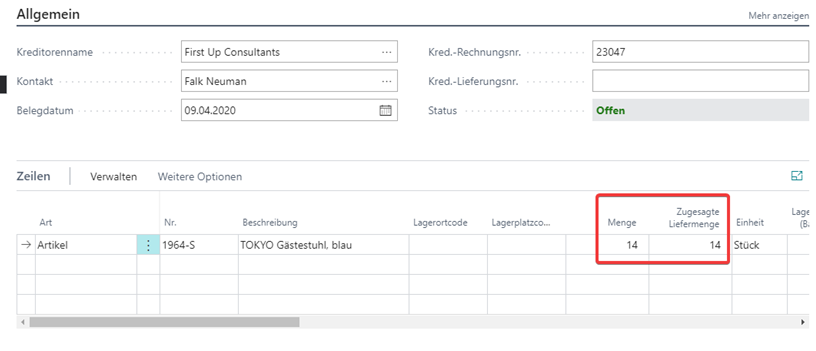 Allgemein
Mehr anzeigen
Kreditorenname First Up Consultants ... Kred.-Rechnungsnr. 23047
Kontakt Falk Neuman ... Kred.-Lieferungsnr.
Belegdatum 09.04.2020 Status Offen
Zeilen Verwalten Weitere Optionen
Art Nr. Beschreibung Lagerortcode Lagerplatzco... Menge Zugesagte Liefermenge Einheit Lage (Ba
Artikel 1964-S TOKYO Gästestuhl, blau 14 14 Stück